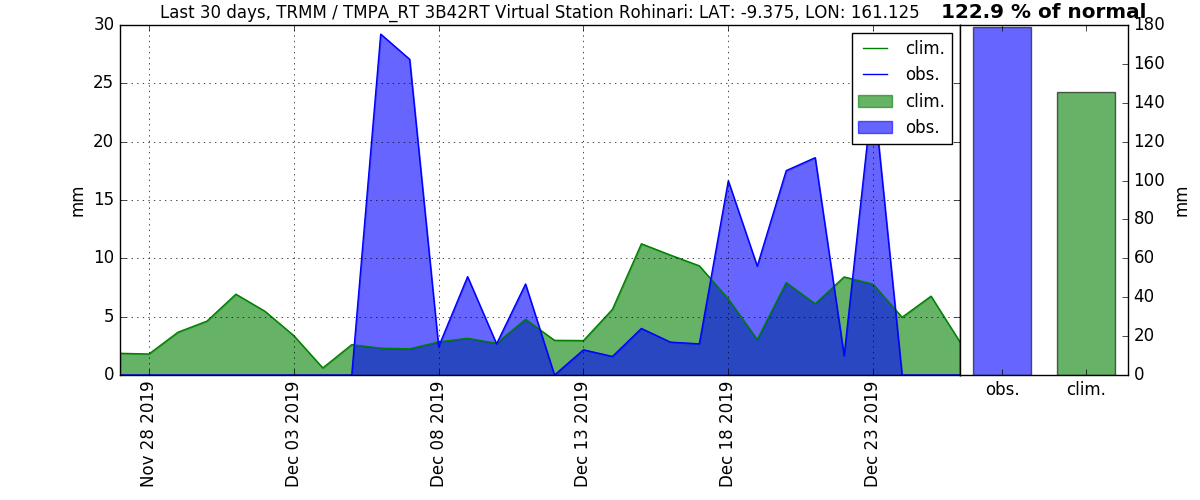 Last 30 days, TRMM / TMPA_RT 3B42RT Virtual Station Rohinari: LAT: -9.375, LON: 161.125
122.9 % of normal
30
25
20
15
10
5
0
mm
clim.
obs.
clim.
obs.
Nov 28 2019
Dec 03 2019
Dec 08 2019
Dec 13 2019
Dec 18 2019
Dec 23 2019
180
160
140
120
100
80
60
40
20
0
mm
obs.
clim.